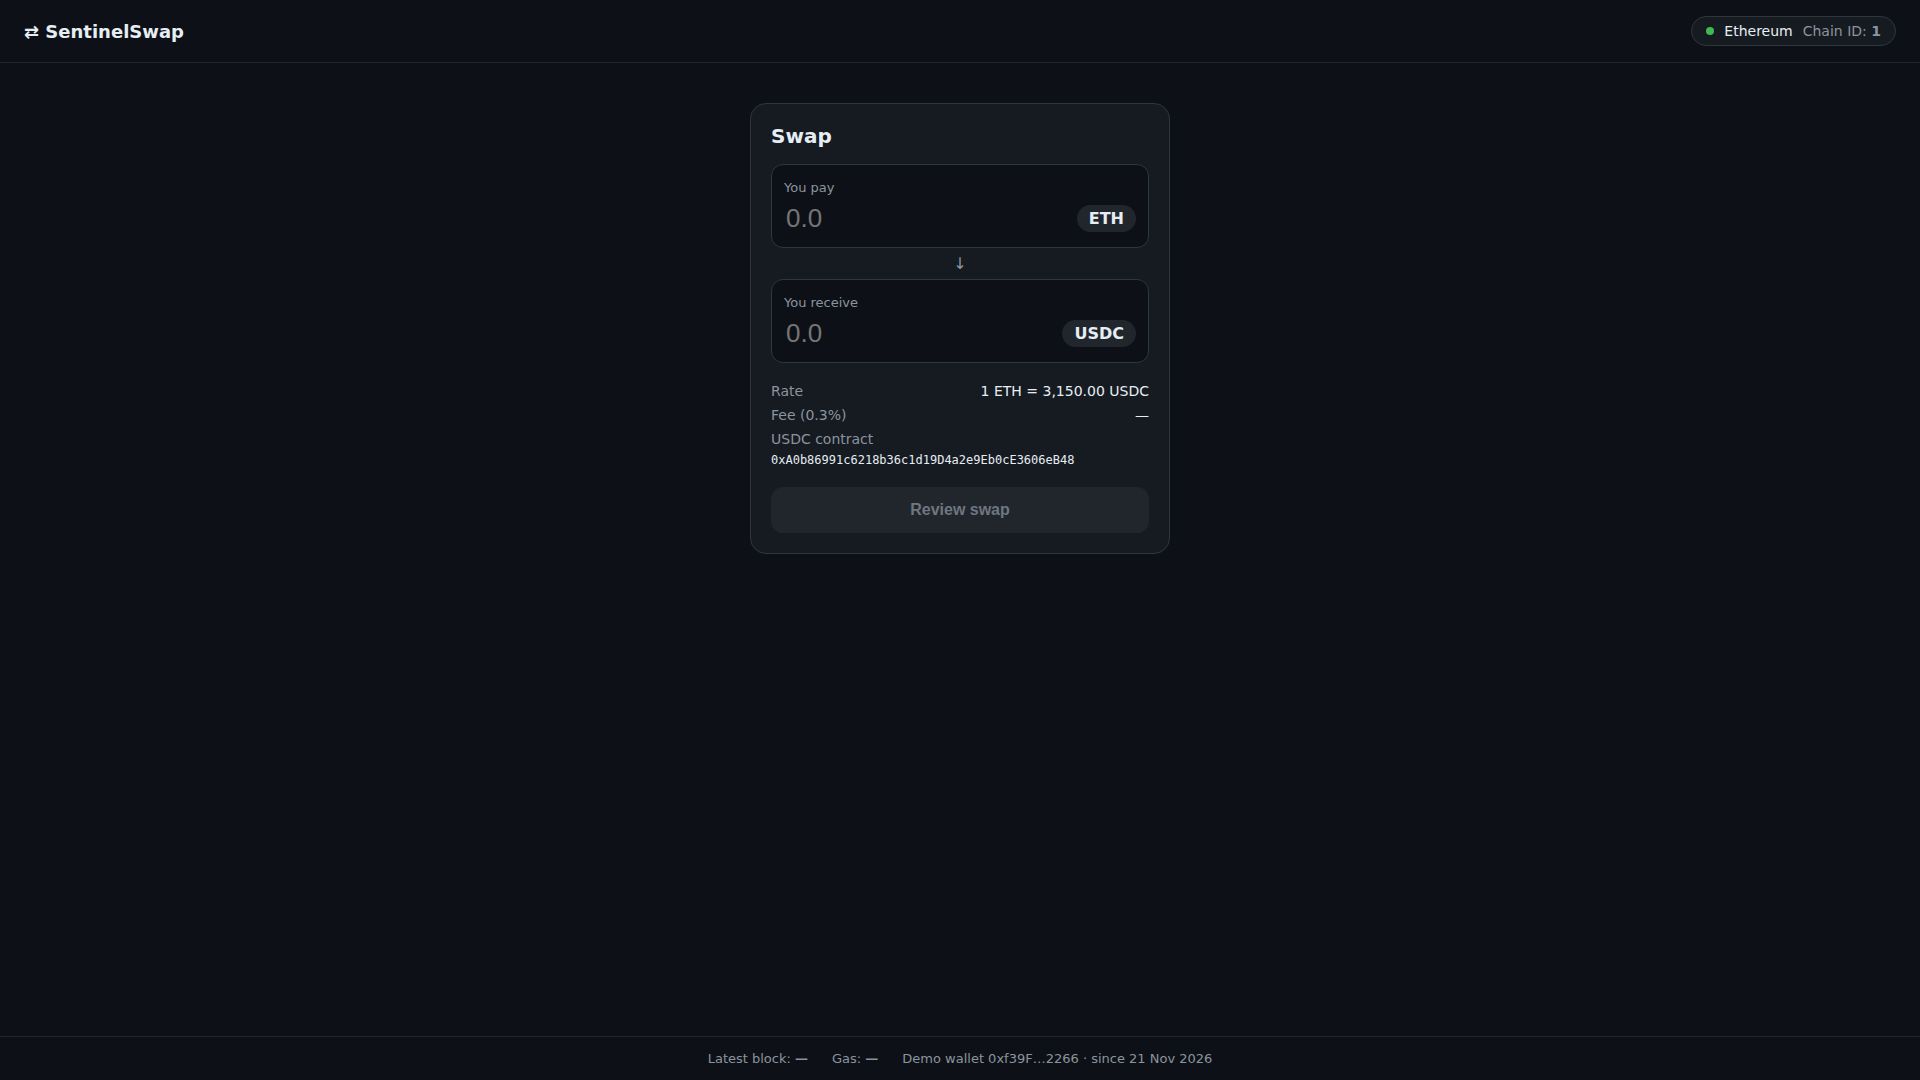 ⇄ SentinelSwap
Ethereum Chain ID: 1
Swap
You pay
0.0 ETH
↓
You receive
0.0 USDC
Rate 1 ETH = 3,150.00 USDC
Fee (0.3%) —
USDC contract
0xA0b86991c6218b36c1d19D4a2e9Eb0cE3606eB48
Review swap
Latest block: — Gas: — Demo wallet 0xf39F…2266 · since 21 Nov 2026